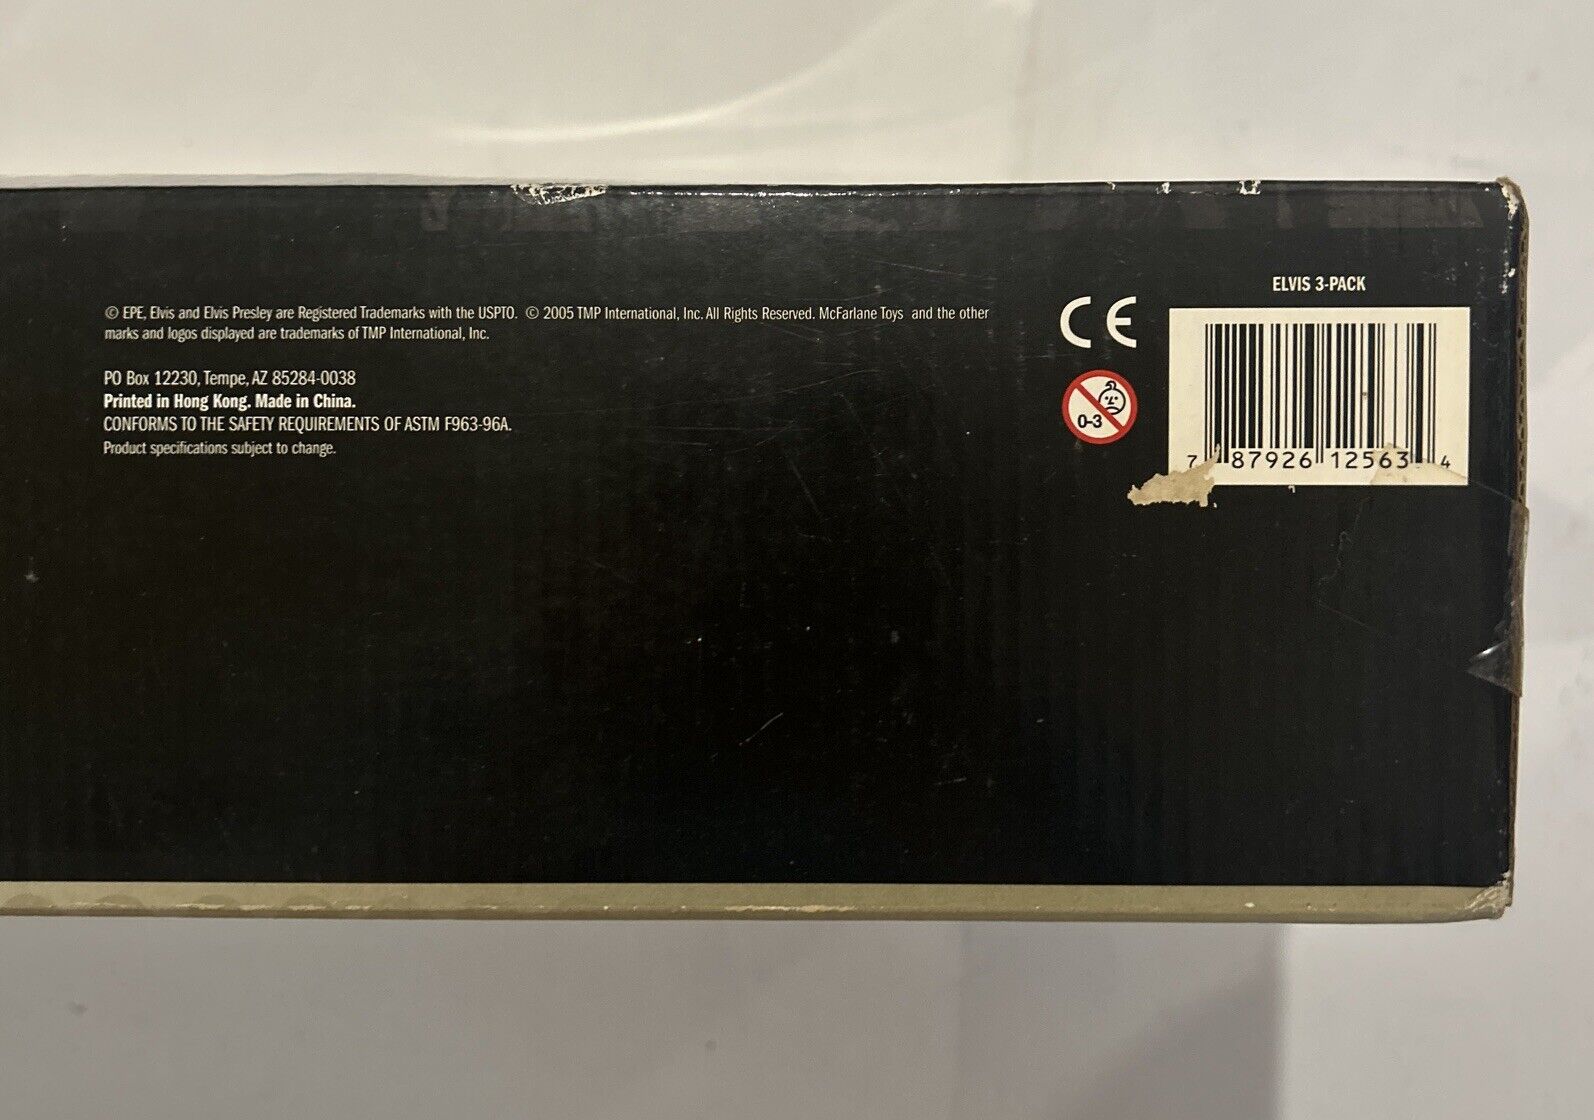 © EPE, Elvis and Elvis Presley are Registered Trademarks with the USPTO. © 2005 TMP International, Inc. All Rights Reserved. McFarlane Toys and the other
marks and logos displayed are trademarks of TMP International, Inc.
PO Box 12230, Tempe, AZ 85284-0038
Printed in Hong Kong. Made in China.
CONFORMS TO THE SAFETY REQUIREMENTS OF ASTM F963-96A.
Product specifications subject to change.
CE
0-3
ELVIS 3-PACK
7 87926 12563 4